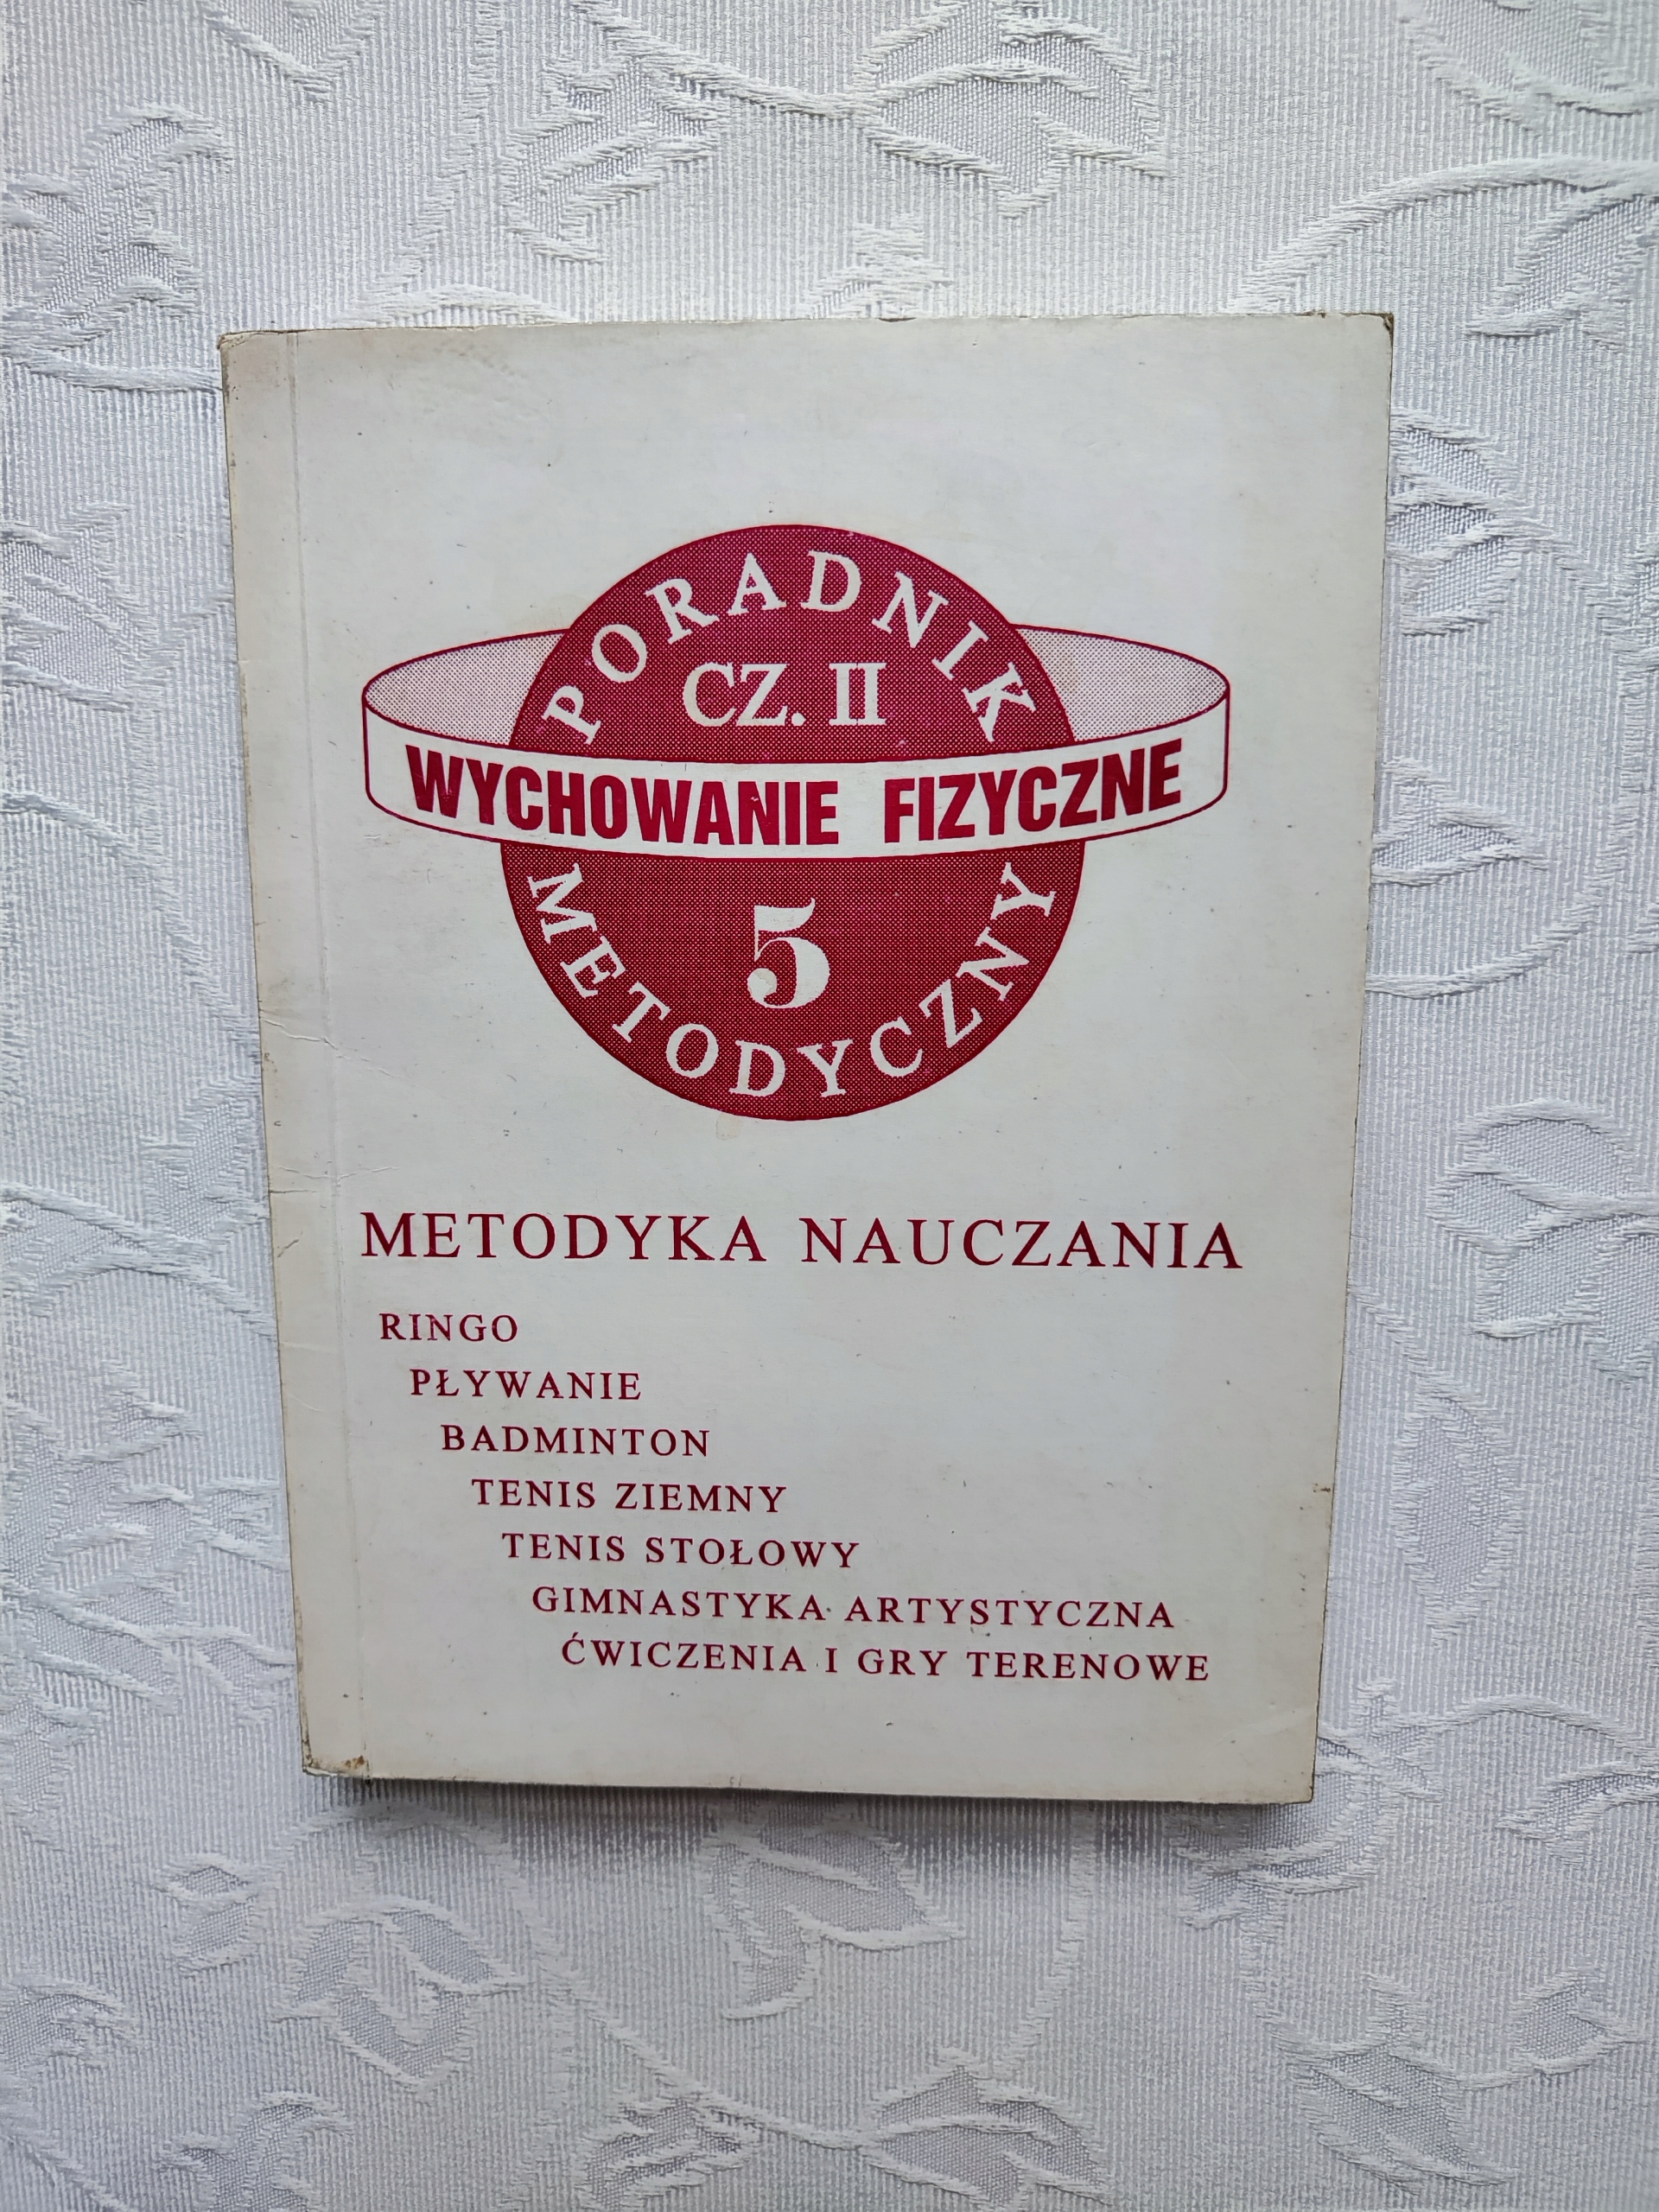 PORADNIK
CZ. II
WYCHOWANIE FIZYCZNE
5
METODYCZNY
METODYKA NAUCZANIA
RINGO
PŁYWANIE
BADMINTON
TENIS ZIEMNY
TENIS STOŁOWY
GIMNASTYKA ARTYSTYCZNA
ĆWICZENIA I GRY TERENOWE